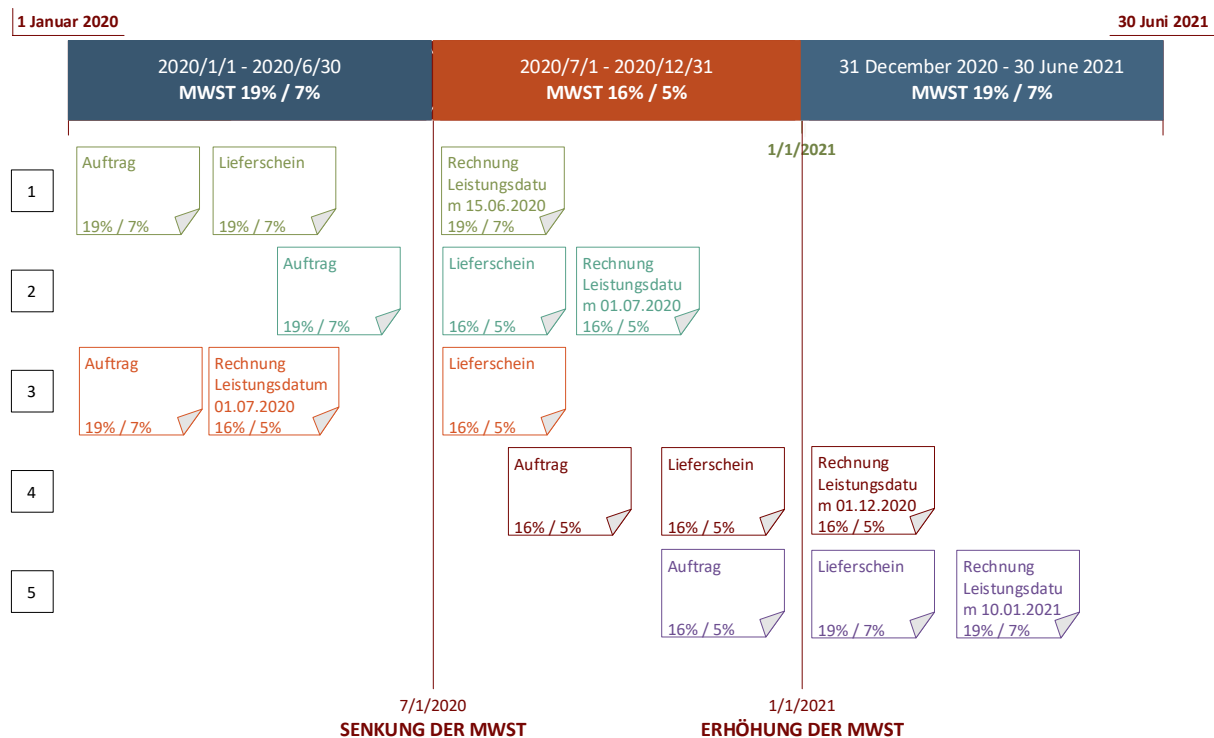 1 Januar 2020
30 Juni 2021
2020/1/1 - 2020/6/30
MWST 19% / 7%
2020/7/1 - 2020/12/31
MWST 16% / 5%
31 December 2020 - 30 June 2021
MWST 19% / 7%
1/1/2021
1
Auftrag
19% / 7%
Lieferschein
19% / 7%
Rechnung
Leistungsdatu
m 15.06.2020
19% / 7%
2
Auftrag
19% / 7%
Lieferschein
16% / 5%
Rechnung
Leistungsdatu
m 01.07.2020
16% / 5%
3
Auftrag
19% / 7%
Rechnung
Leistungsdatum
01.07.2020
16% / 5%
Lieferschein
16% / 5%
4
Auftrag
16% / 5%
Lieferschein
16% / 5%
Rechnung
Leistungsdatu
m 01.12.2020
16% / 5%
5
Auftrag
16% / 5%
Lieferschein
19% / 7%
Rechnung
Leistungsdatu
m 10.01.2021
19% / 7%
7/1/2020
SENKUNG DER MWST
1/1/2021
ERHÖHUNG DER MWST